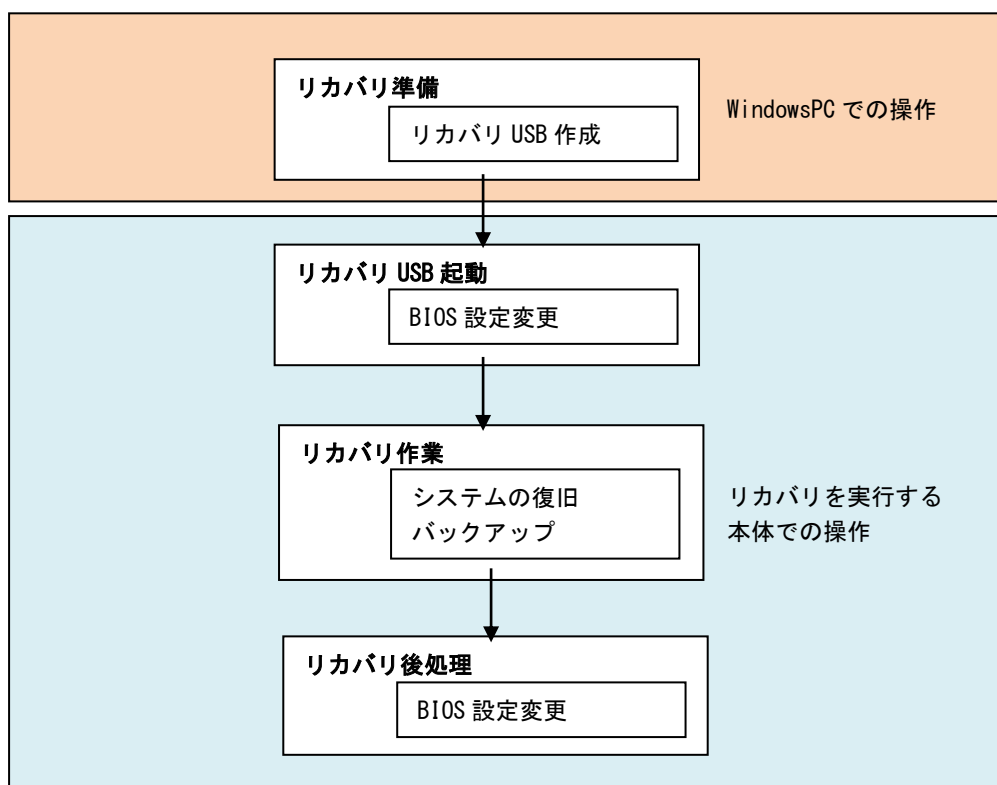 リカバリ準備
リカバリ USB 作成
WindowsPC での操作
リカバリ USB 起動
BIOS 設定変更
リカバリ作業
システムの復旧
バックアップ
リカバリを実行する
本体での操作
リカバリ後処理
BIOS 設定変更